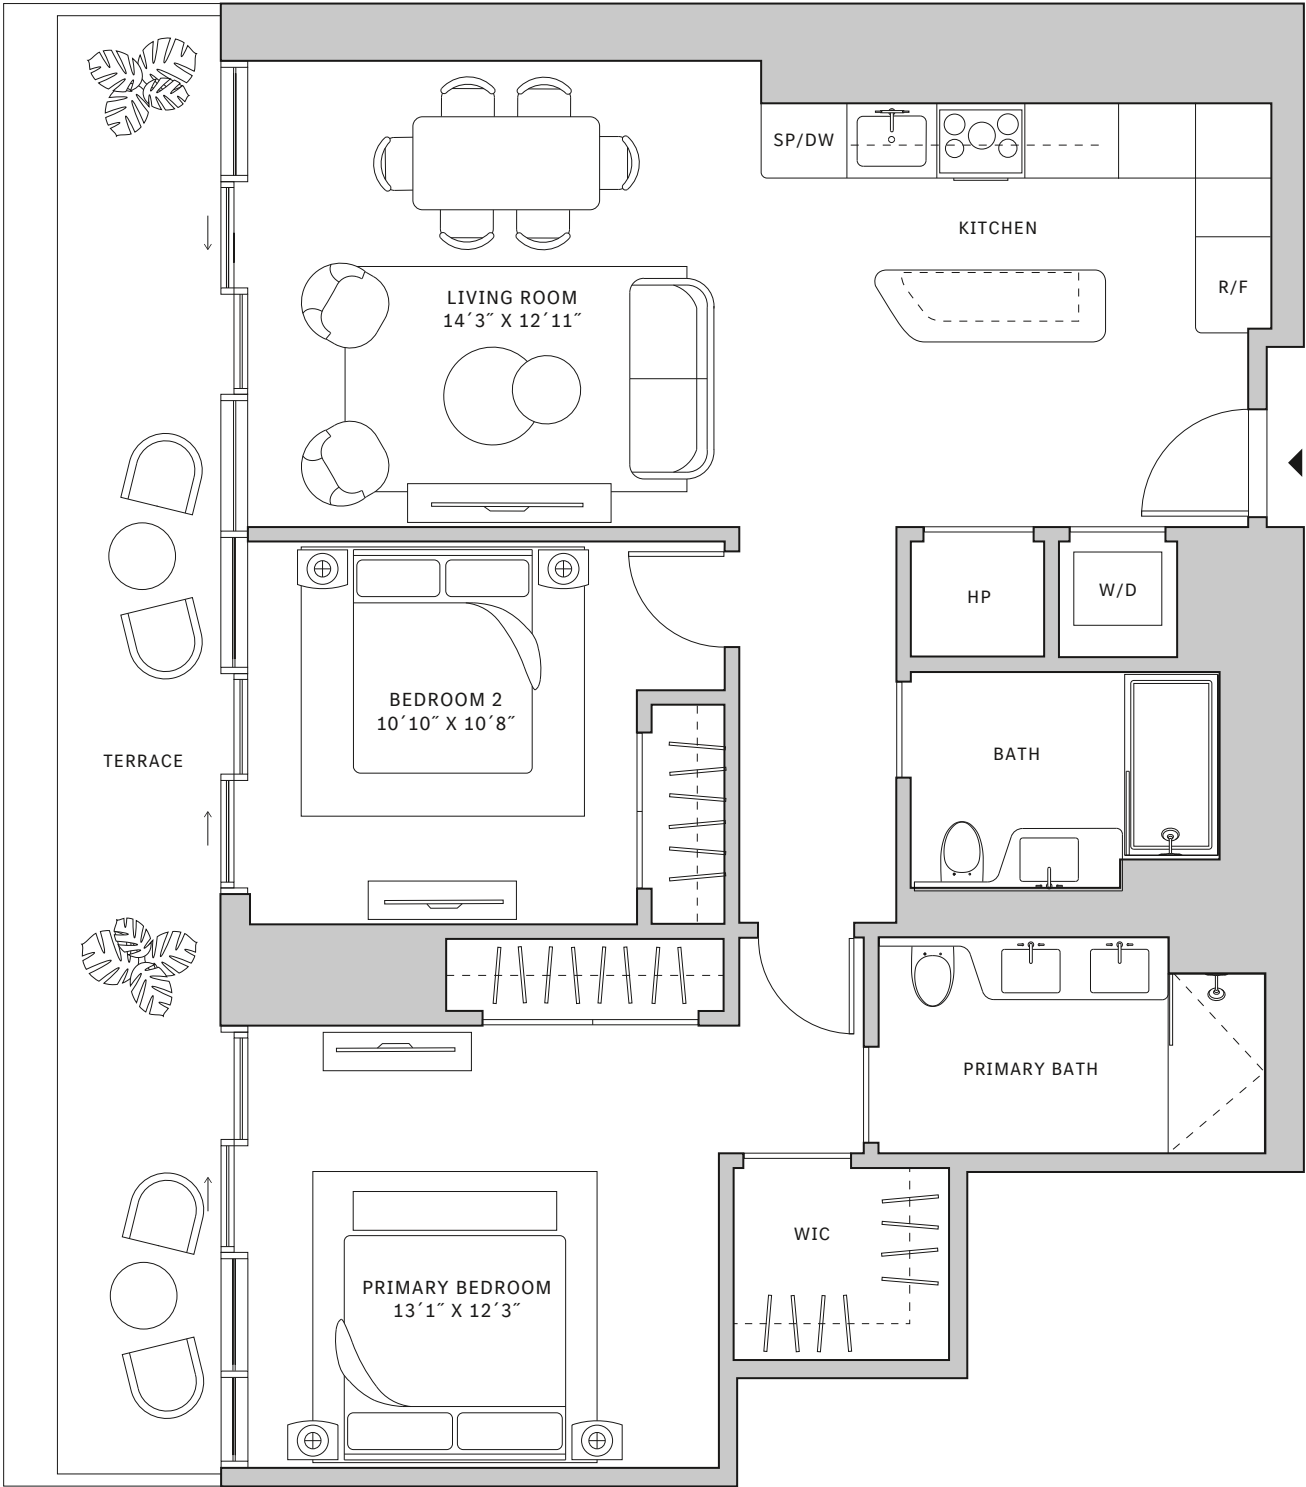 SP/DW
KITCHEN
R/F
LIVING ROOM
14´3˝ X 12´11˝
HP
W/D
BEDROOM 2
10´10˝ X 10´8˝
BATH
TERRACE
PRIMARY BATH
WIC
PRIMARY BEDROOM
13´1˝ X 12´3˝